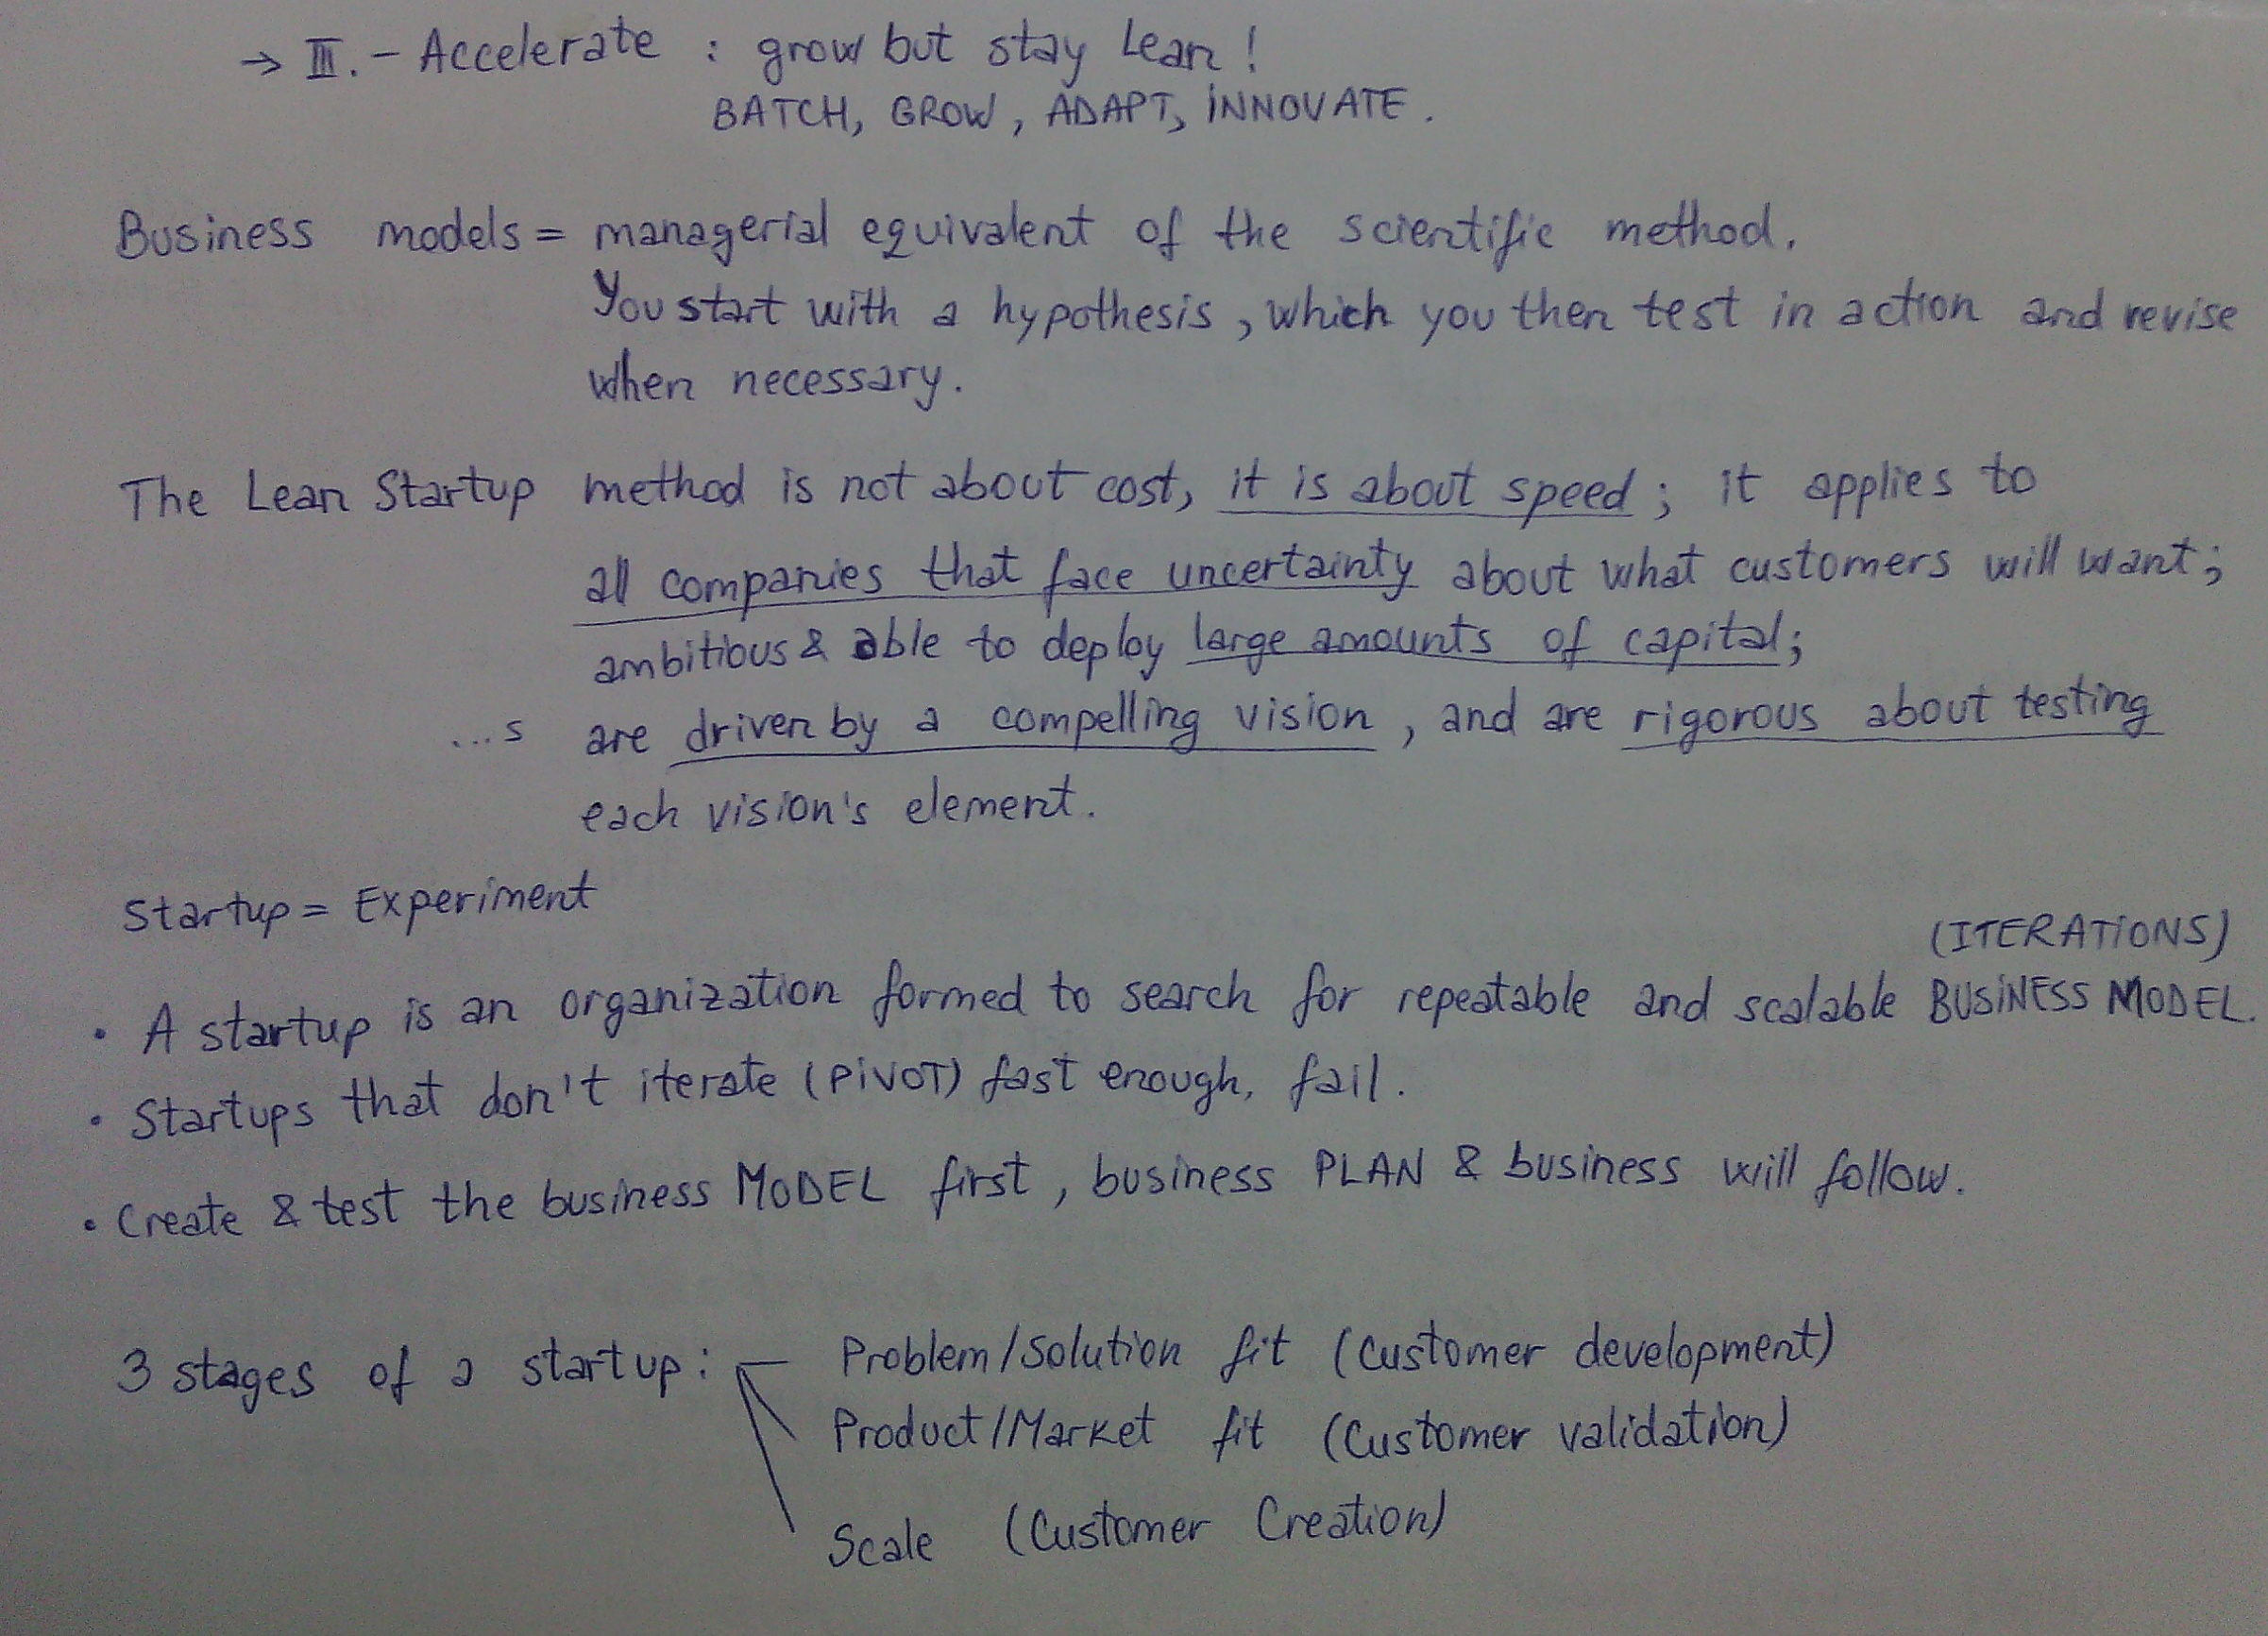 → III. - Accelerate : grow but stay Lean!
BATCH, GROW, ADAPT, INNOVATE.
Business models = managerial equivalent of the scientific method.
You start with a hypothesis, which you then test in action and revise
when necessary.
The Lean Startup method is not about cost, it is about speed; it applies to
all companies that face uncertainty about what customers will want;
ambitious & able to deploy large amounts of capital;
...s are driven by a compelling vision, and are rigorous about testing
each vision's element.
Startup = Experiment
(ITERATIONS)
• A startup is an organization formed to search for repeatable and scalable BUSINESS MODEL.
• Startups that don't iterate (PIVOT) fast enough, fail.
• Create & test the business MODEL first, business PLAN & business will follow.
3 stages of a startup: Problem/Solution fit (Customer development)
Product/Market fit (Customer validation)
Scale (Customer Creation)